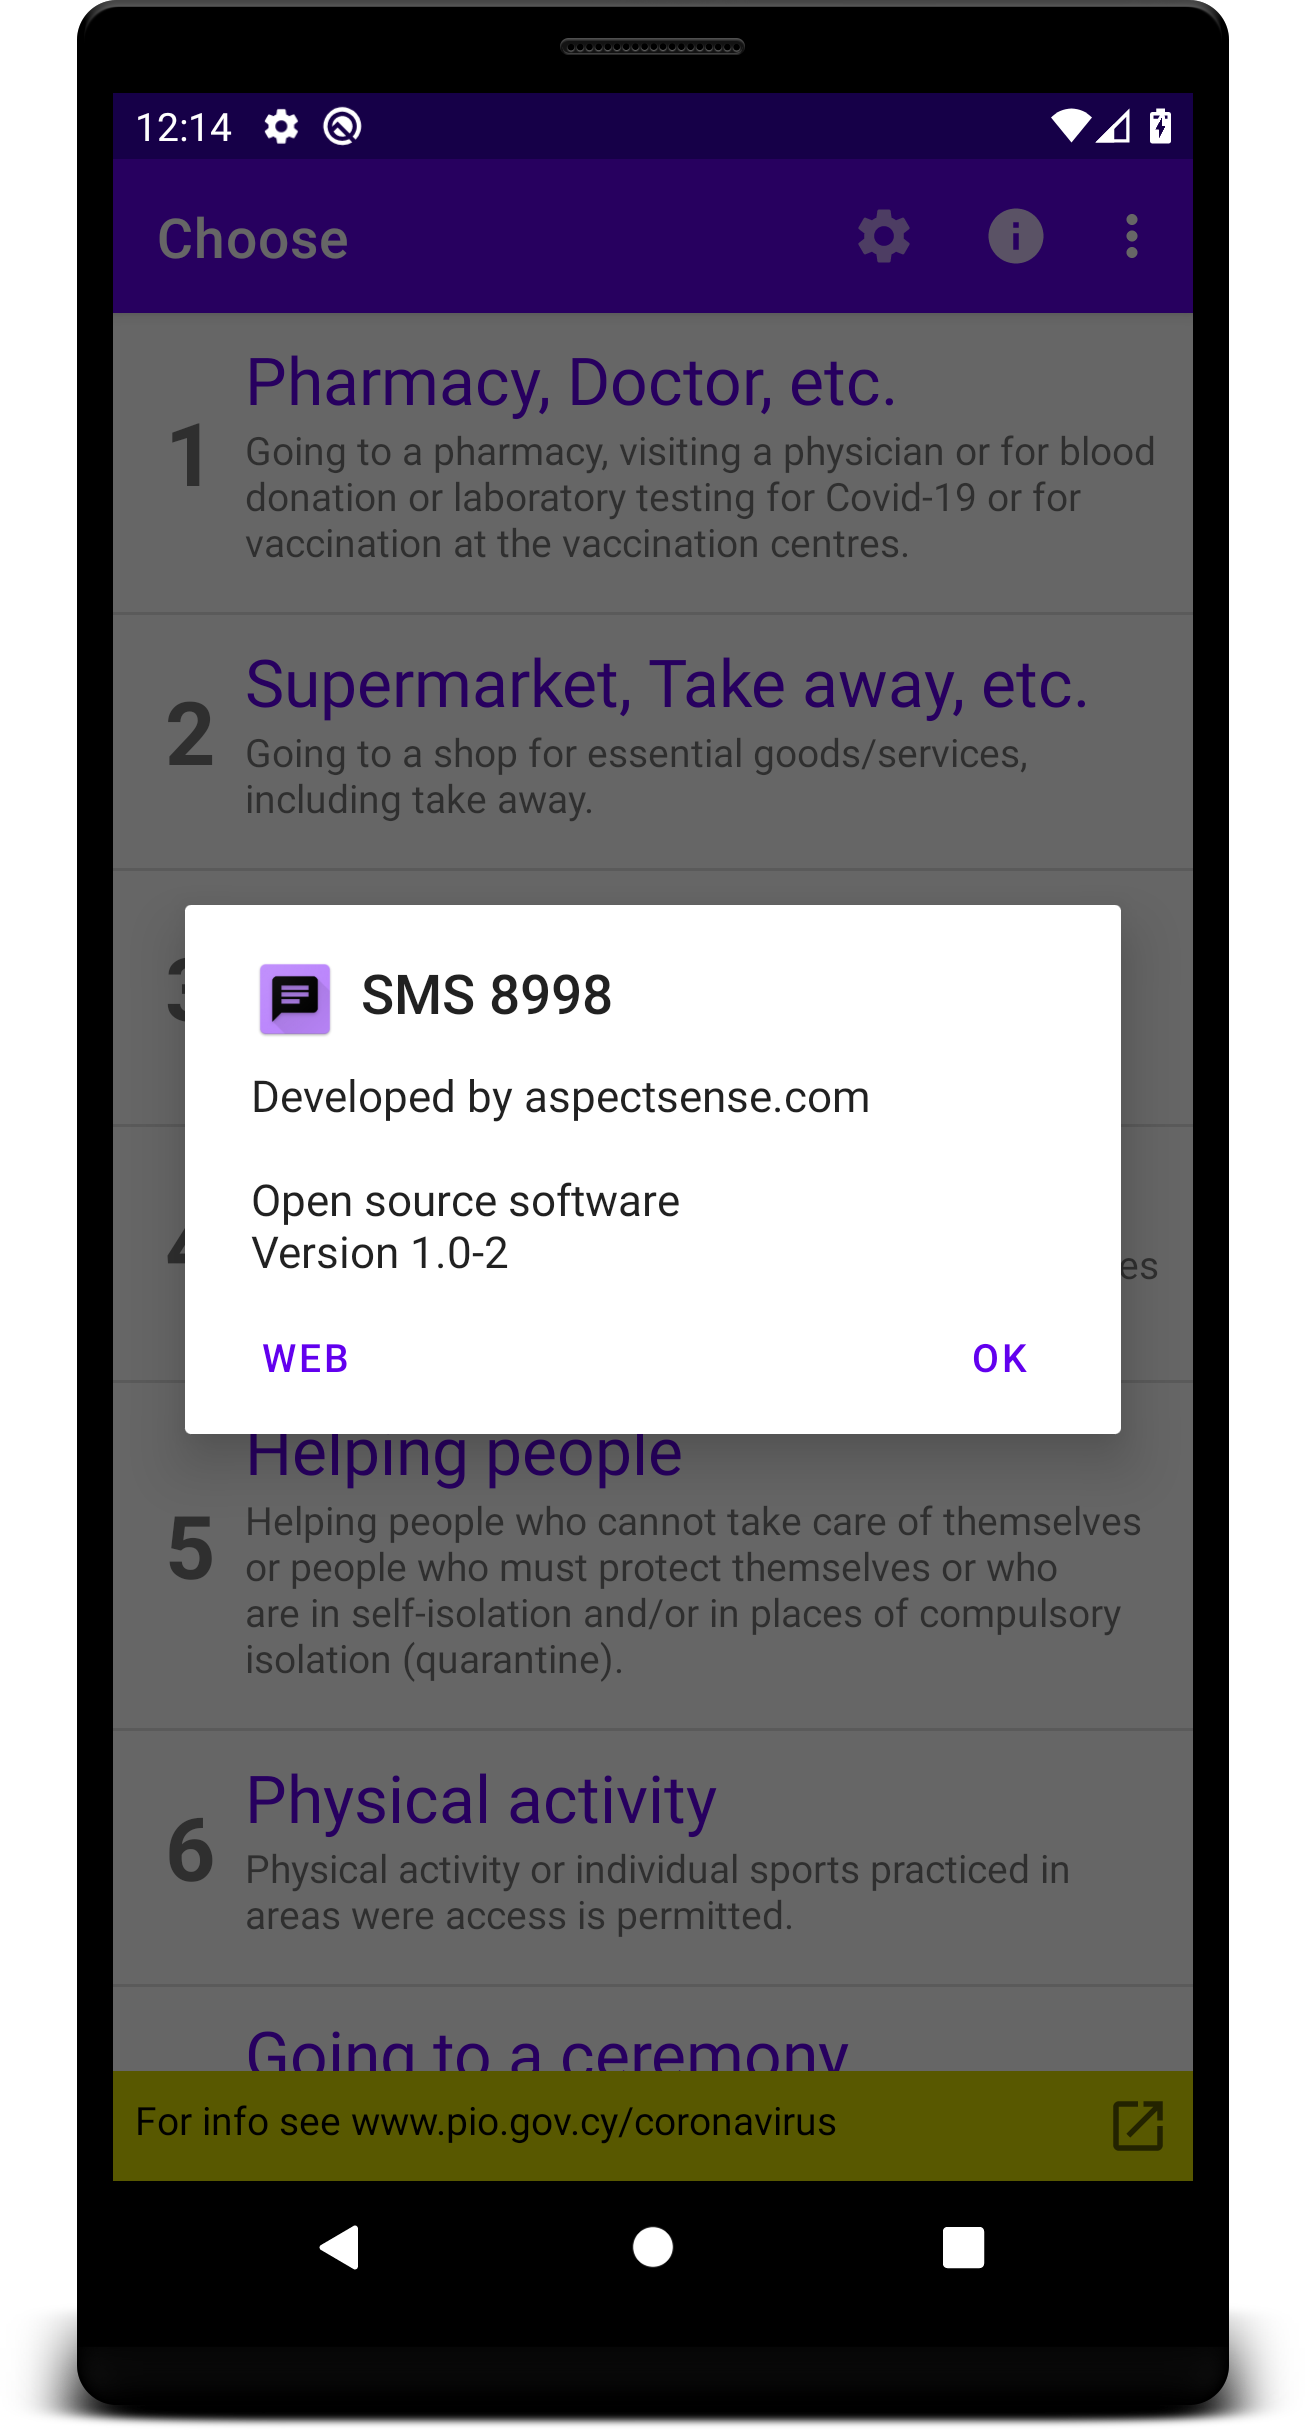 12:14
Choose
Pharmacy, Doctor, etc.
1
Going to a pharmacy, visiting a physician or for blood
donation or laboratory testing for Covid-19 or for
vaccination at the vaccination centres.
Supermarket, Take away, etc.
2
Going to a shop for essential goods/services,
including take away.
3
SMS 8998
Developed by aspectsense.com
Open source software
Version 1.0-2
4
es
WEB
OK
Helping people
5
Helping people who cannot take care of themselves
or people who must protect themselves or who
are in self-isolation and/or in places of compulsory
isolation (quarantine).
Physical activity
6
Physical activity or individual sports practiced in
areas were access is permitted.
Going to a ceremony
For info see www.pio.gov.cy/coronavirus